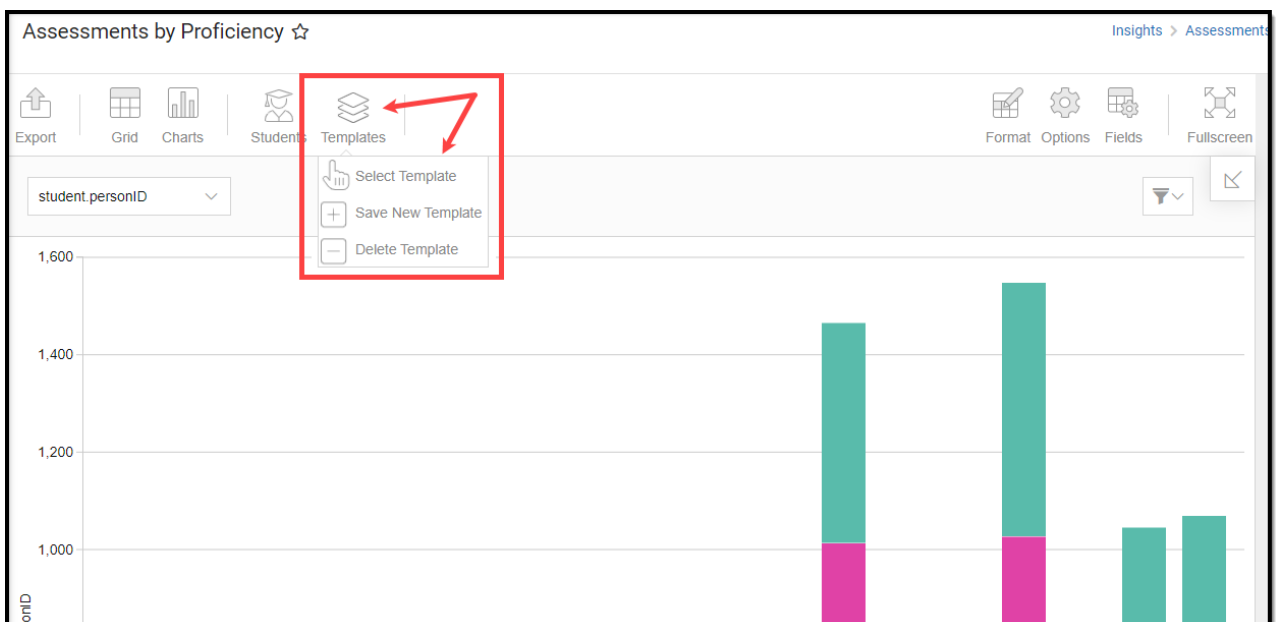 Assessments by Proficiency
Insights > Assessments
Export
Grid
Charts
Students
Templates
Format
Options
Fields
Fullscreen
Select Template
Save New Template
Delete Template
student.personID
1,600
1,400
1,200
1,000
onID